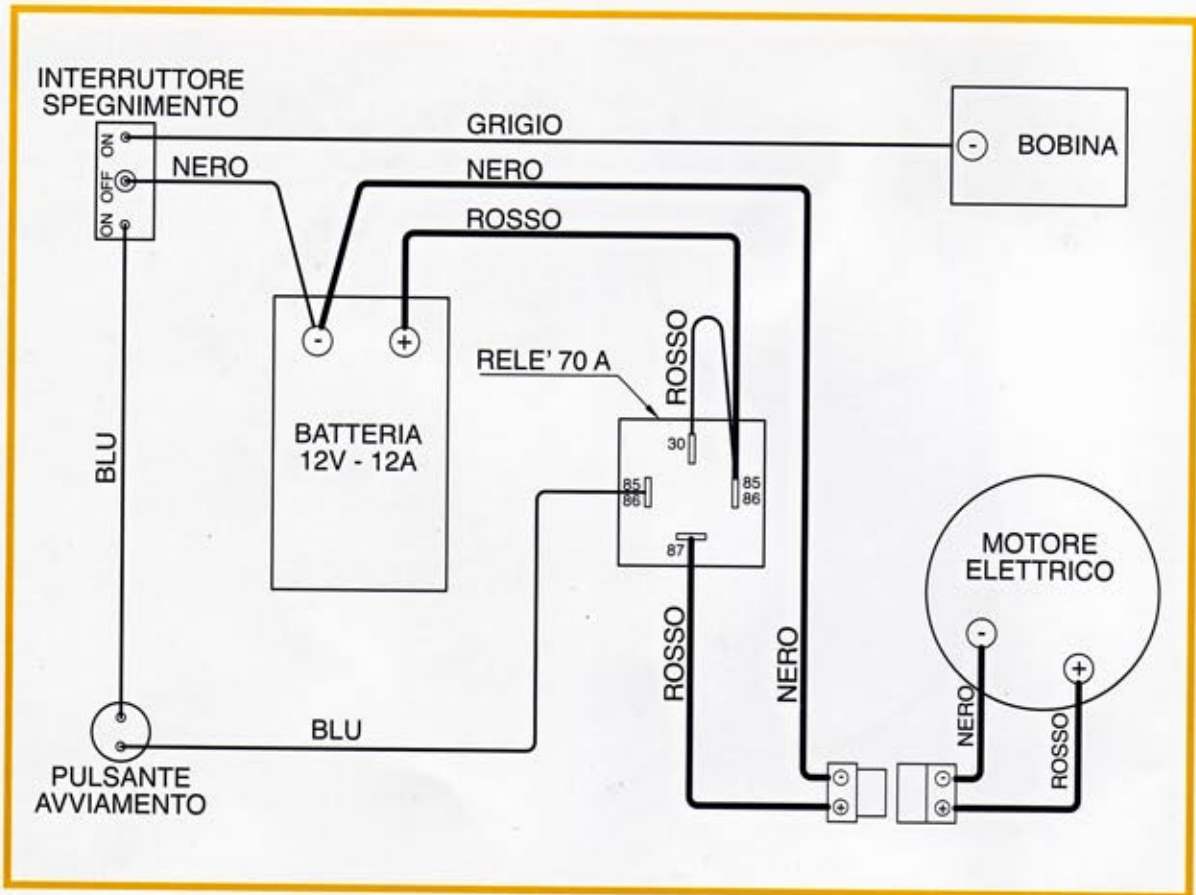 INTERRUTTORE
SPEGNIMENTO
ON
OFF
ON
GRIGIO
NERO
NERO
ROSSO
-
BOBINA
-
+
BATTERIA
12V - 12A
RELE' 70 A
ROSSO
30
85
86
85
86
87
BLU
ROSSO
NERO
MOTORE
ELETTRICO
-
+
NERO
ROSSO
BLU
PULSANTE
AVVIAMENTO
-
+
-
+